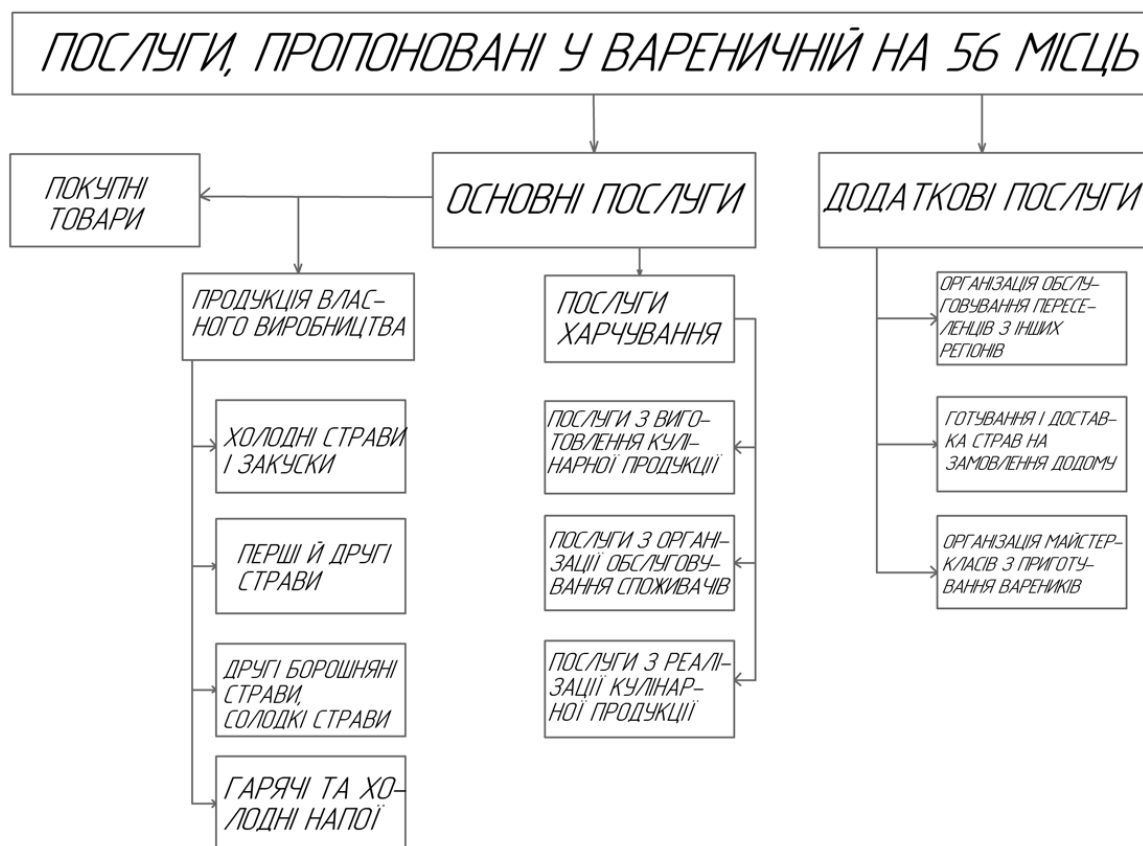 ПОСЛУГИ, ПРОПОНОВАНІ У ВАРЕНИЧНІЙ НА 56 МІСЦЬ
ПОКУПНІ
ТОВАРИ
ОСНОВНІ ПОСЛУГИ
ДОДАТКОВІ ПОСЛУГИ
ПРОДУКЦІЯ ВЛАС-
НОГО ВИРОБНИЦТВА
ХОЛОДНІ СТРАВИ
І ЗАКУСКИ
ПЕРШІ Й ДРУГІ
СТРАВИ
ДРУГІ БОРОШНЯНІ
СТРАВИ,
СОЛОДКІ СТРАВИ
ГАРЯЧІ ТА ХО-
ЛОДНІ НАПОЇ
ПОСЛУГИ
ХАРЧУВАННЯ
ПОСЛУГИ З ВИГО-
ТОВЛЕННЯ КУЛІ-
НАРНОЇ ПРОДУКЦІЇ
ПОСЛУГИ З ОРГАНІ-
ЗАЦІЇ ОБСЛУГОВУ-
ВАННЯ СПОЖИВАЧІВ
ПОСЛУГИ З РЕАЛІ-
ЗАЦІЇ КУЛІНАР-
НОЇ ПРОДУКЦІЇ
ОРГАНІЗАЦІЯ ОБСЛУ-
ГОВУВАННЯ ПЕРЕСЕ-
ЛЕНЦІВ З ІНШИХ
РЕГІОНІВ
ГОТУВАННЯ І ДОСТАВ-
КА СТРАВ НА
ЗАМОВЛЕННЯ ДОДОМУ
ОРГАНІЗАЦІЯ МАЙСТЕР-
КЛАСІВ З ПРИГОТУ-
ВАННЯ ВАРЕНИКІВ